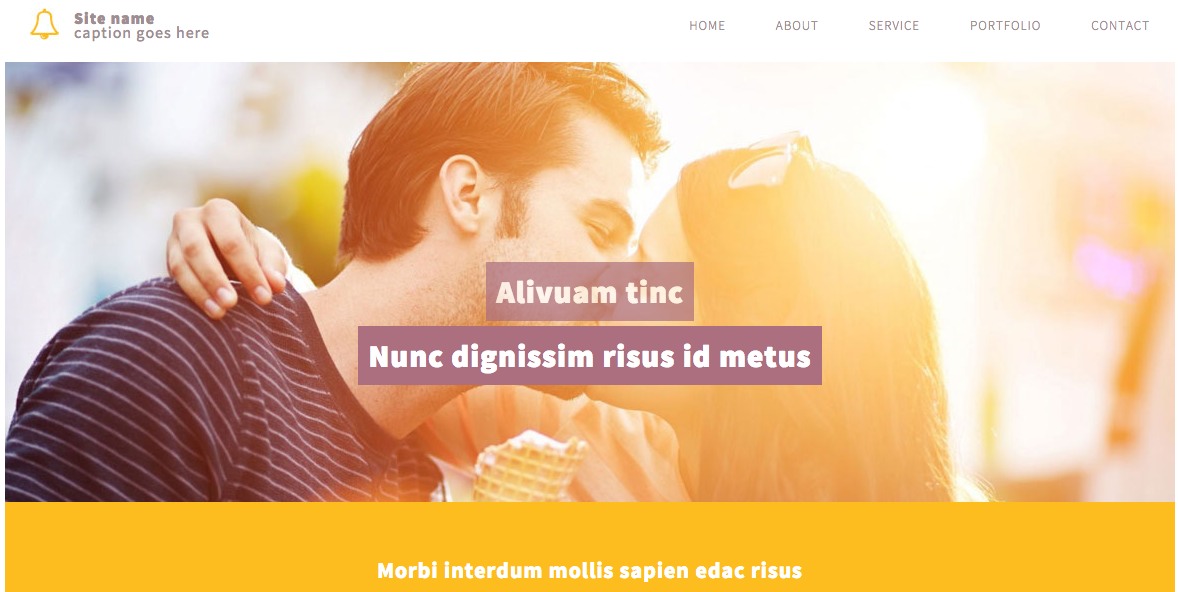 Site name
caption goes here
HOME ABOUT SERVICE PORTFOLIO CONTACT
Alivuam tinc
Nunc dignissim risus id metus
Morbi interdum mollis sapien edac risus